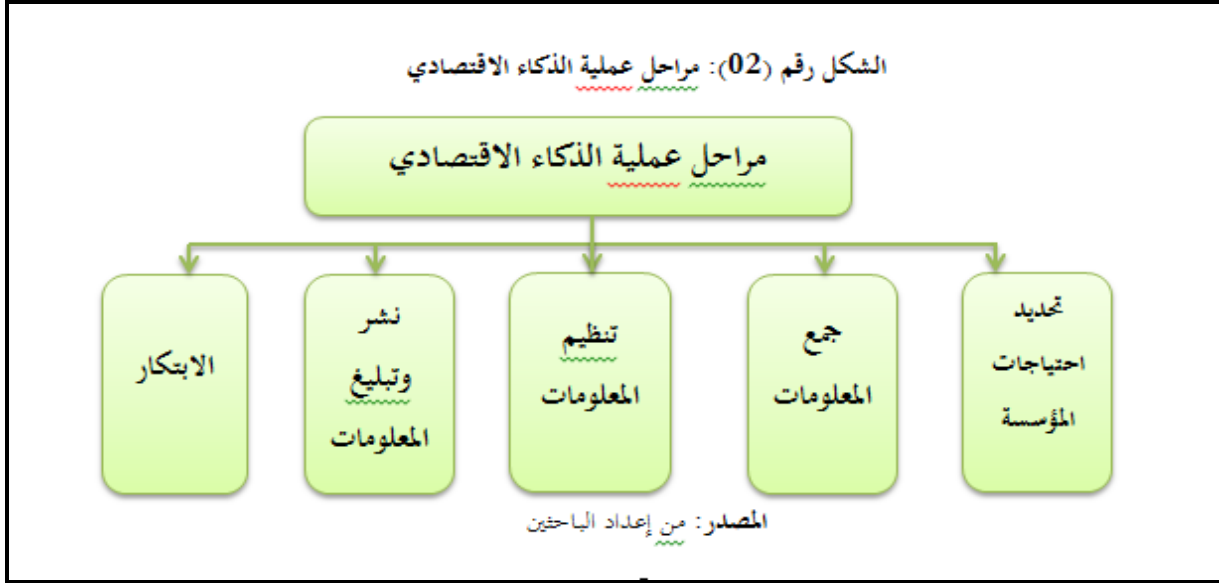 الشكل رقم (02): مراحل عملية الذكاء الاقتصادي
مراحل عملية الذكاء الاقتصادي
تحديد
احتياجات
المؤسسة
جمع
المعلومات
تنظيم
المعلومات
نشر
وتبليغ
المعلومات
الابتكار
المصدر: من إعداد الباحثين